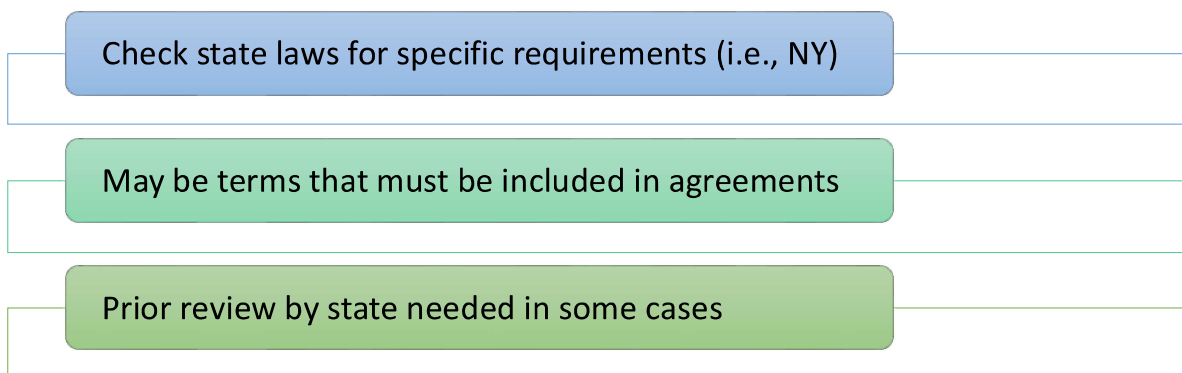 Check state laws for specific requirements (i.e., NY)
May be terms that must be included in agreements
Prior review by state needed in some cases